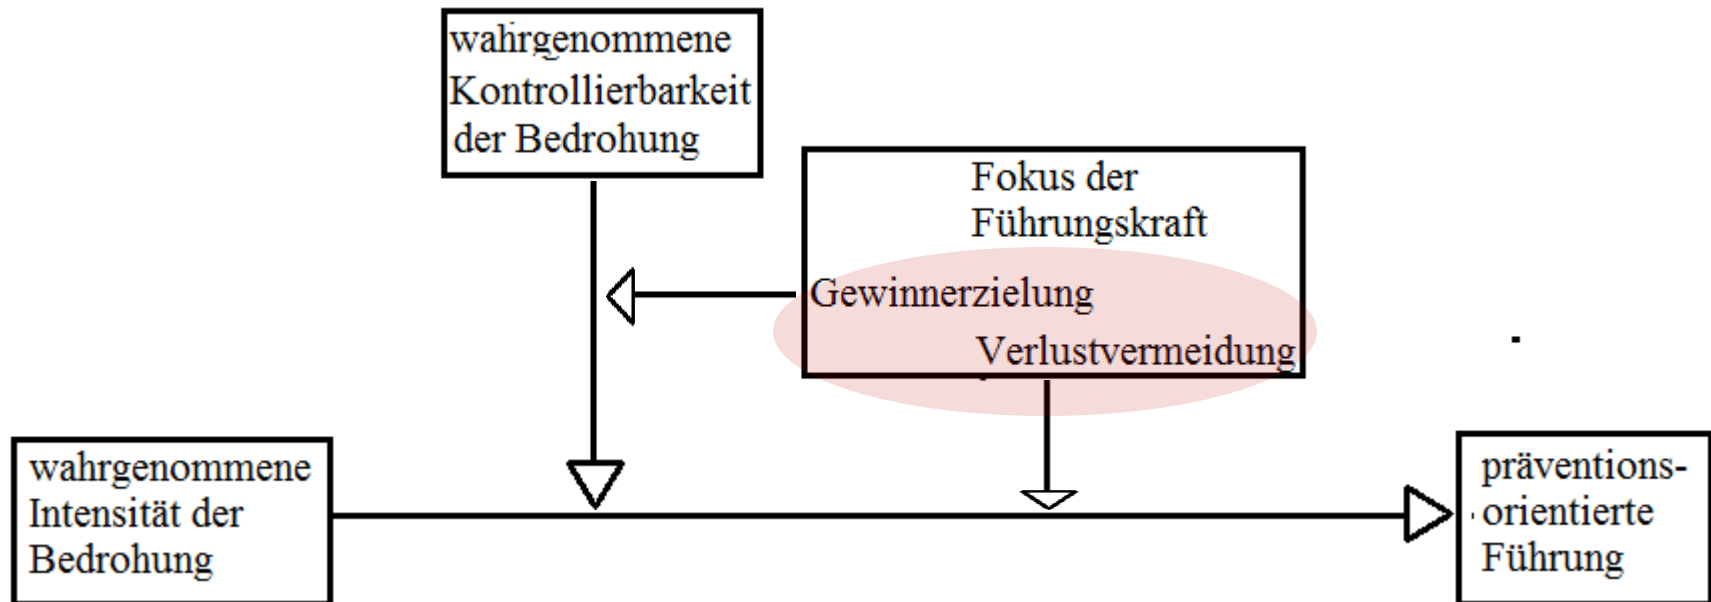 wahrgenommene
Kontrollierbarkeit
der Bedrohung
Fokus der
Führungskraft
Gewinnerzielung
Verlustvermeidung
wahrgenommene
Intensität der
Bedrohung
präventions-
orientierte
Führung